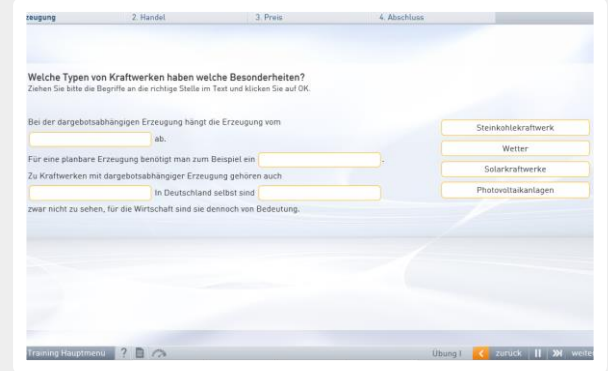 zeugung 2. Handel 3. Preis 4. Abschluss
Welche Typen von Kraftwerken haben welche Besonderheiten?
Ziehen Sie bitte die Begriffe an die richtige Stelle im Text und klicken Sie auf OK.
Bei der dargebotsabhängigen Erzeugung hängt die Erzeugung vom
ab.
Für eine planbare Erzeugung benötigt man zum Beispiel ein .
Zu Kraftwerken mit dargebotsabhängiger Erzeugung gehören auch
In Deutschland selbst sind
zwar nicht zu sehen, für die Wirtschaft sind sie dennoch von Bedeutung.
Steinkohlekraftwerk
Wetter
Solarkraftwerke
Photovoltaikanlagen
Training Hauptmenü ? Übung I zurück weite